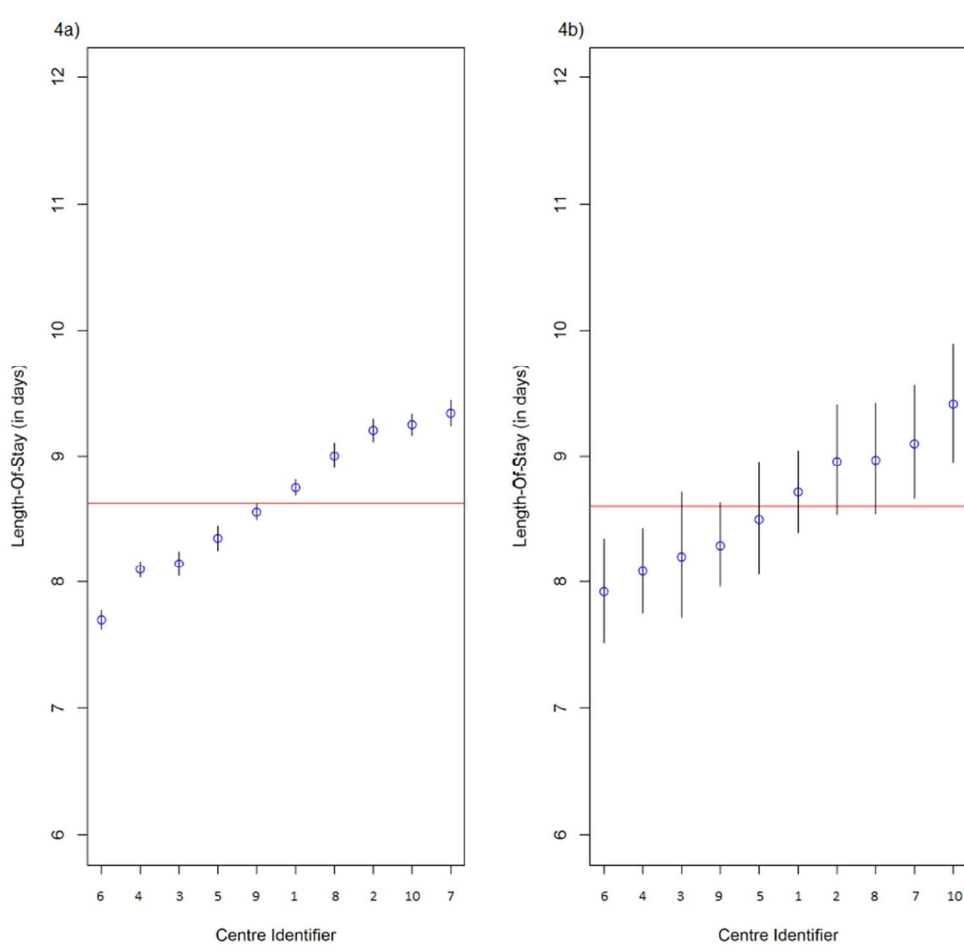 4a)
12
11
10
9
8
7
6
Length-Of-Stay (in days)
6 4 3 5 9 1 8 2 10 7
Centre Identifier
4b)
12
11
10
9
8
7
6
Length-Of-Stay (in days)
6 4 3 9 5 1 2 8 7 10
Centre Identifier